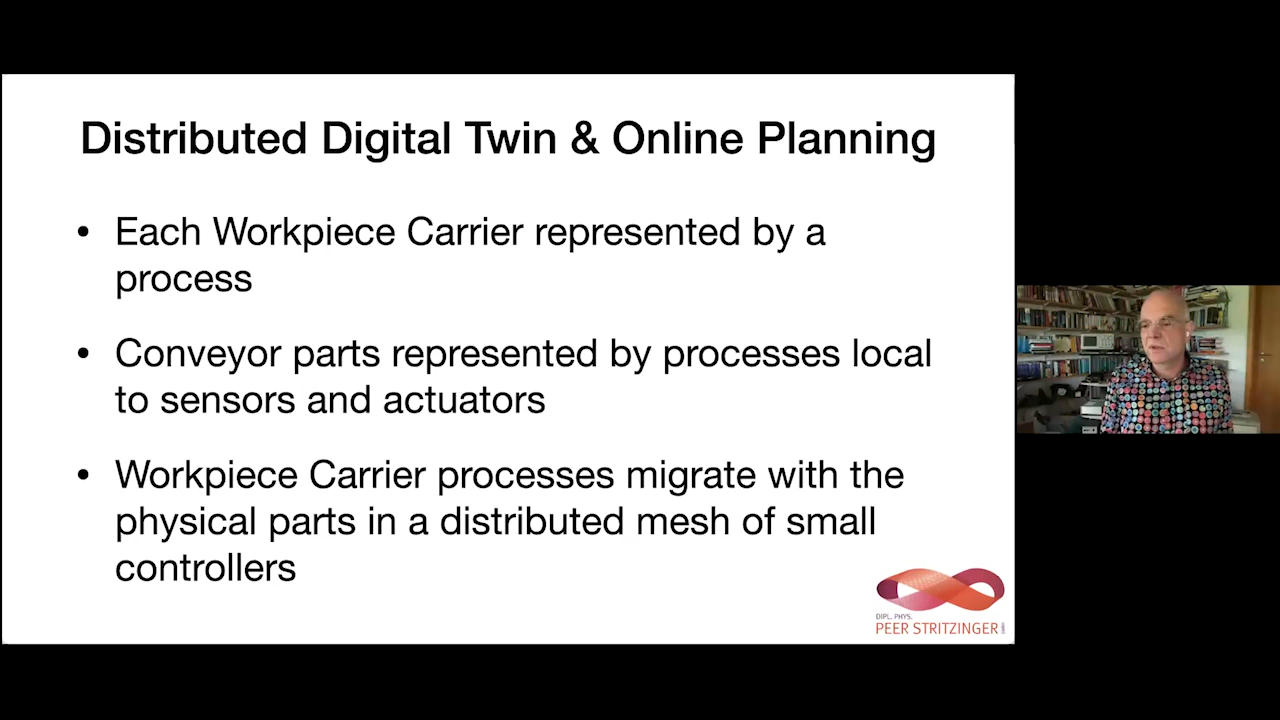 Distributed Digital Twin & Online Planning
• Each Workpiece Carrier represented by a
process
• Conveyor parts represented by processes local
to sensors and actuators
• Workpiece Carrier processes migrate with the
physical parts in a distributed mesh of small
controllers
DIPL. PHYS.
PEER STRITZINGER